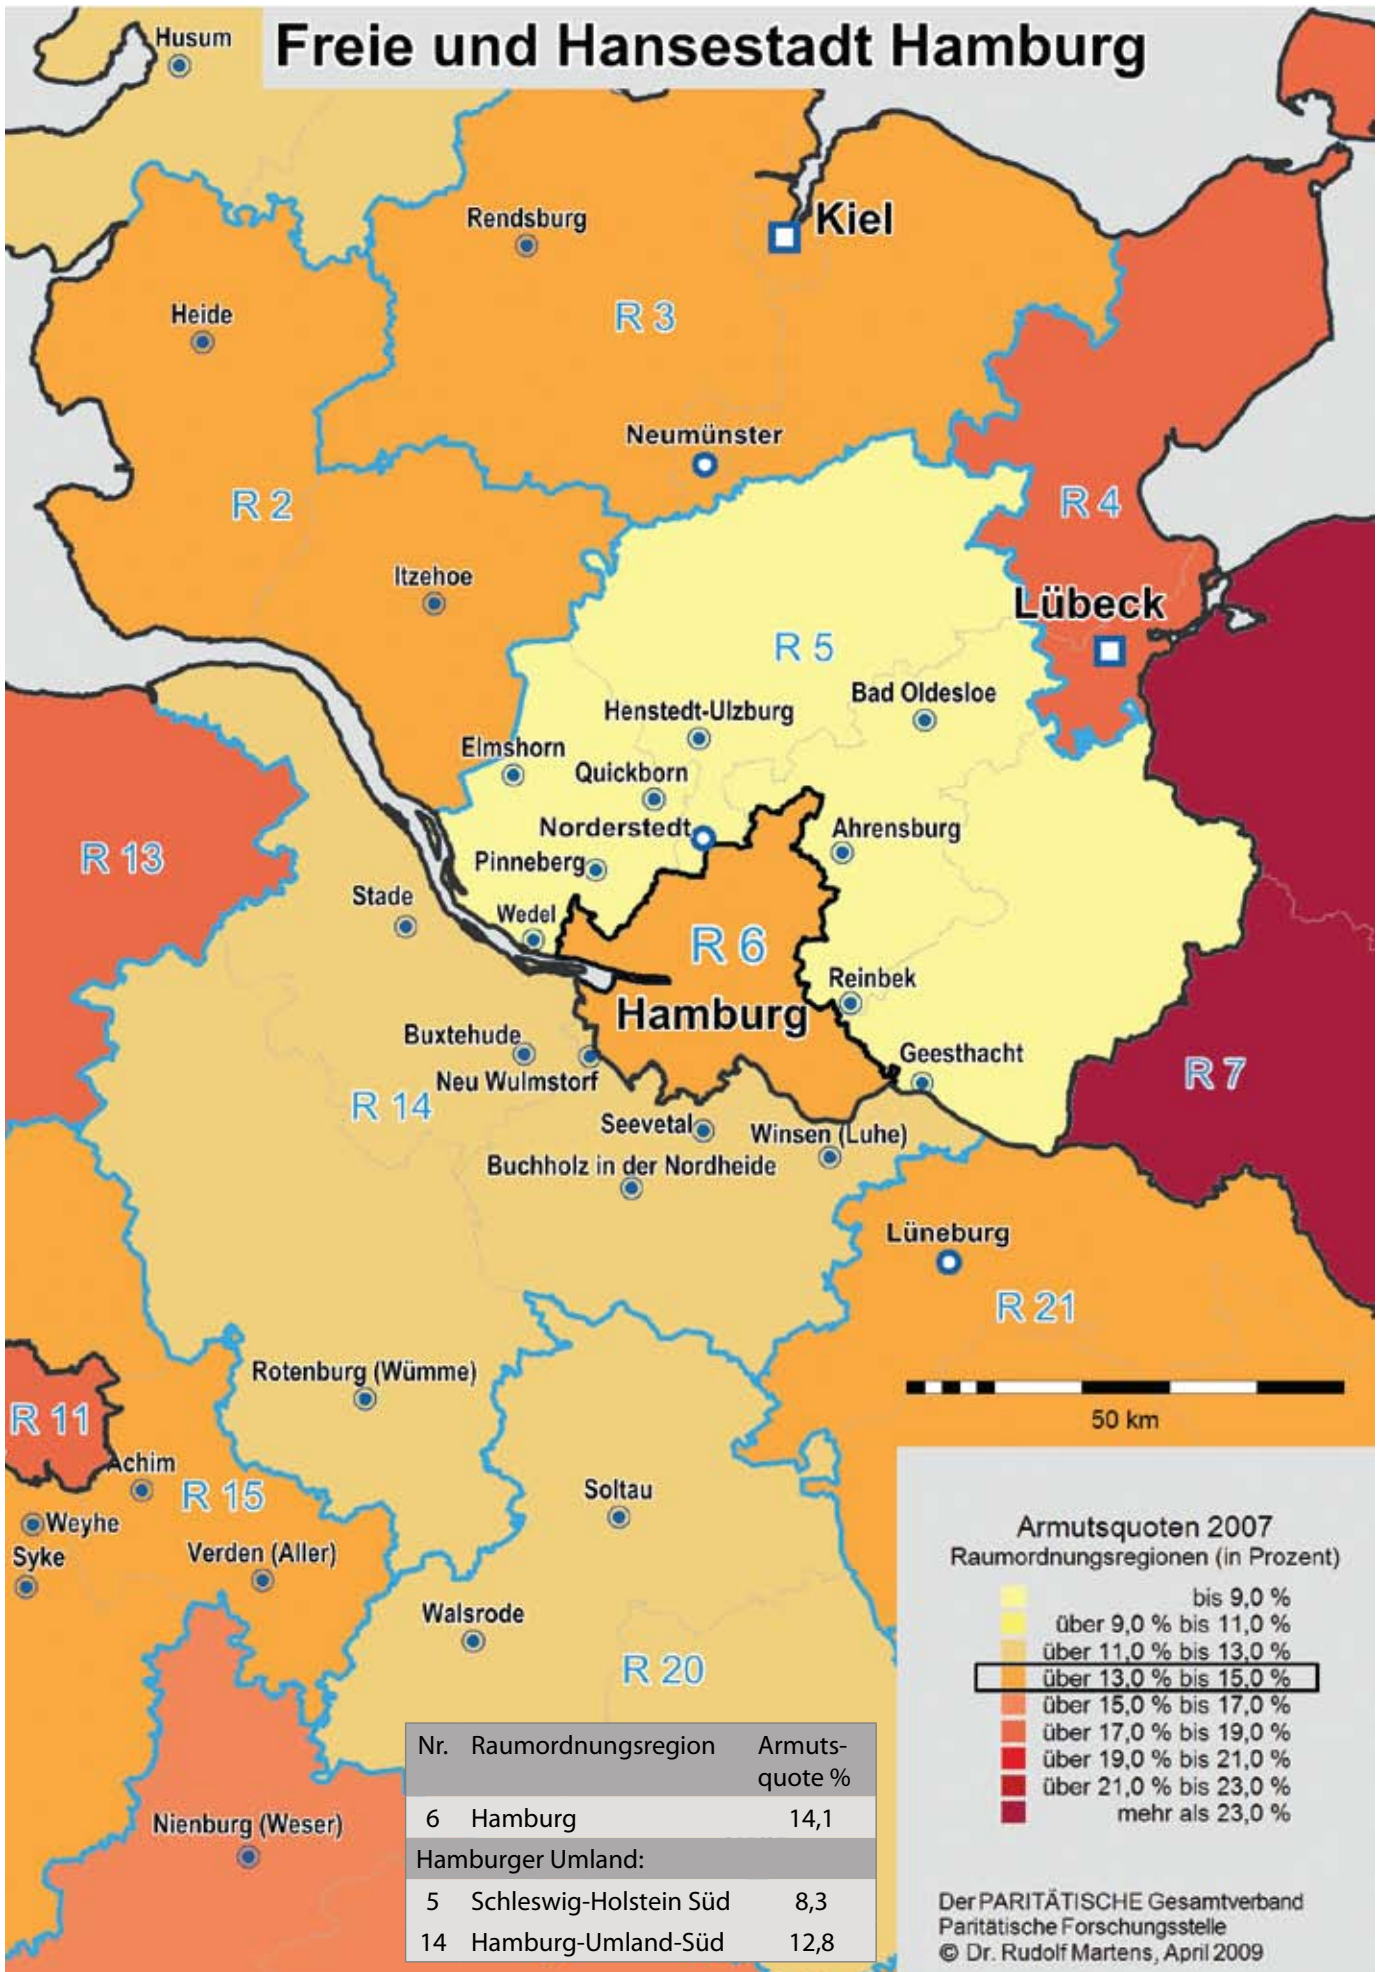 Freie und Hansestadt Hamburg
Husum
Rendsburg
Kiel
Heide
R 3
Neumünster
R 2
R 4
Itzehoe
Lübeck
R 5
Bad Oldesloe
Henstedt-Ulzburg
Elmshorn
Quickborn
Norderstedt
Ahrensburg
R 13
Pinneberg
Stade
Wedel
R 6
Reinbek
Hamburg
Buxtehude
Geesthacht
Neu Wulmstorf
R 7
R 14
Seevetal
Winsen (Luhe)
Buchholz in der Nordheide
Lüneburg
R 21
Rotenburg (Wümme)
R 11
50 km
Achim
R 15
Soltau
Weyhe
Syke
Verden (Aller)
Walsrode
R 20
Nienburg (Weser)
Armutsquoten 2007
Raumordnungsregionen (in Prozent)
bis 9,0 %
über 9,0 % bis 11,0 %
über 11,0 % bis 13,0 %
über 13,0 % bis 15,0 %
über 15,0 % bis 17,0 %
über 17,0 % bis 19,0 %
über 19,0 % bis 21,0 %
über 21,0 % bis 23,0 %
mehr als 23,0 %
Nr. Raumordnungsregion Armuts-
quote %
6 Hamburg 14,1
Hamburger Umland:
5 Schleswig-Holstein Süd 8,3
14 Hamburg-Umland-Süd 12,8
Der PARITÄTISCHE Gesamtverband
Paritätische Forschungsstelle
© Dr. Rudolf Martens, April 2009